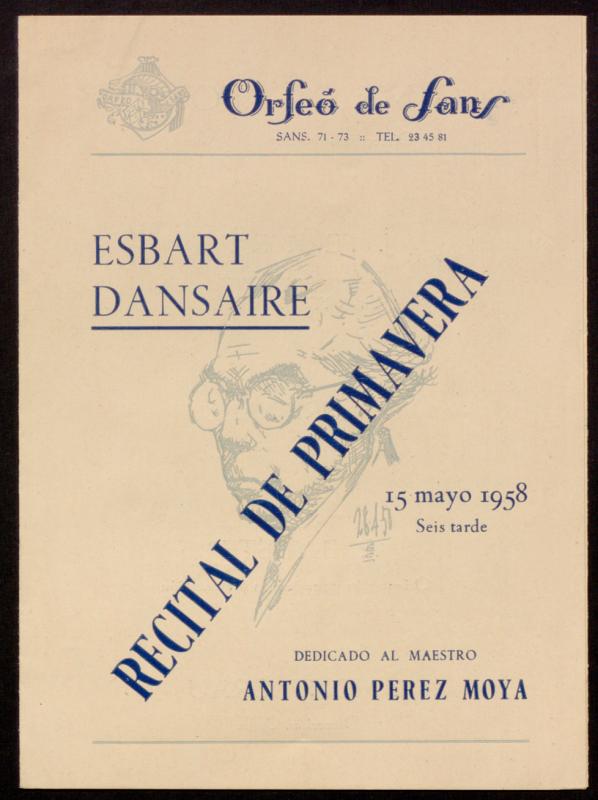 Orfeó de Sans
SANS. 71 - 73 :: TEL. 23 45 81
ESBART
DANSAIRE
RECITAL DE PRIMAVERA
15 mayo 1958
Seis tarde
DEDICADO AL MAESTRO
ANTONIO PEREZ MOYA